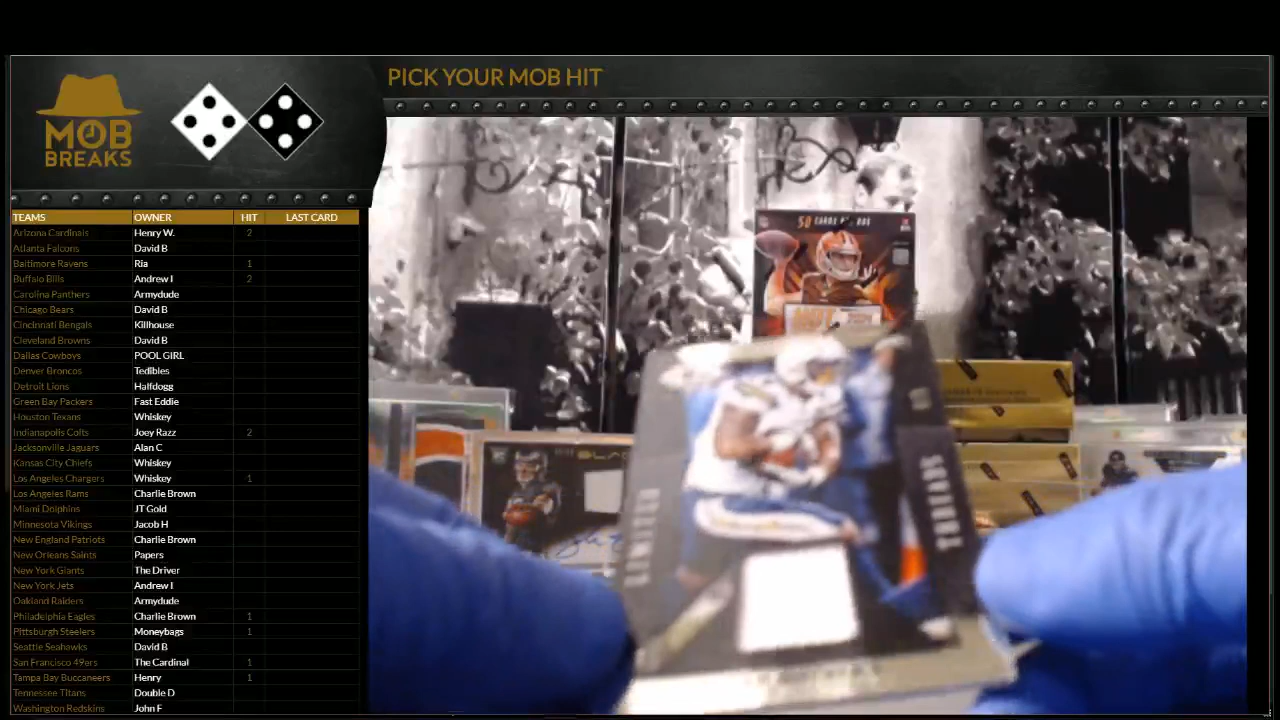 PICK YOUR MOB HIT
MOB
BREAKS
TEAMS OWNER HIT LAST CARD
Arizona Cardinals Henry W. 2
Atlanta Falcons David B
Baltimore Ravens Ria 1
Buffalo Bills Andrew I 2
Carolina Panthers Armydude
Chicago Bears David B
Cincinnati Bengals Killhouse
Cleveland Browns David B
Dallas Cowboys POOL GIRL
Denver Broncos Tedibles
Detroit Lions Halfdogg
Green Bay Packers Fast Eddie
Houston Texans Whiskey
Indianapolis Colts Joey Razz 2
Jacksonville Jaguars Alan C
Kansas City Chiefs Whiskey
Los Angeles Chargers Whiskey 1
Los Angeles Rams Charlie Brown
Miami Dolphins JT Gold
Minnesota Vikings Jacob H
New England Patriots Charlie Brown
New Orleans Saints Papers
New York Giants The Driver
New York Jets Andrew I
Oakland Raiders Armydude
Philadelphia Eagles Charlie Brown 1
Pittsburgh Steelers Moneybags 1
Seattle Seahawks David B
San Francisco 49ers The Cardinal 1
Tampa Bay Buccaneers Henry 1
Tennessee Titans Double D
Washington Redskins John F
50 CARDS
LIMITED
THREADS